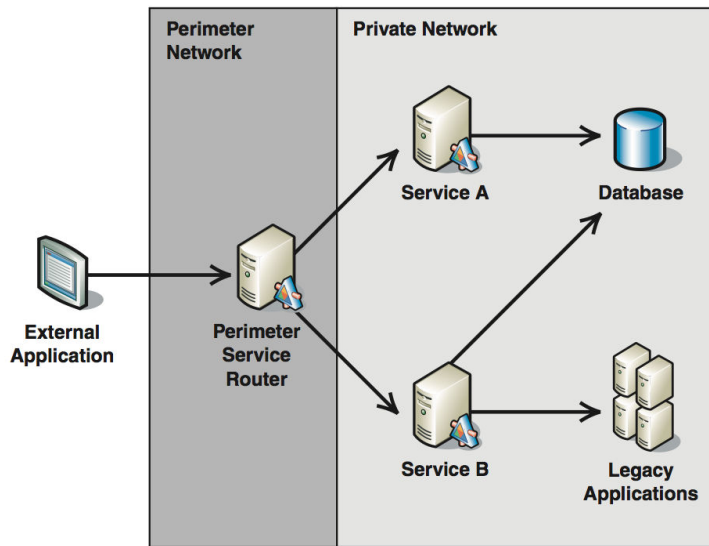 Perimeter
Network
Private Network
Service A
Database
External
Application
Perimeter
Service
Router
Service B
Legacy
Applications